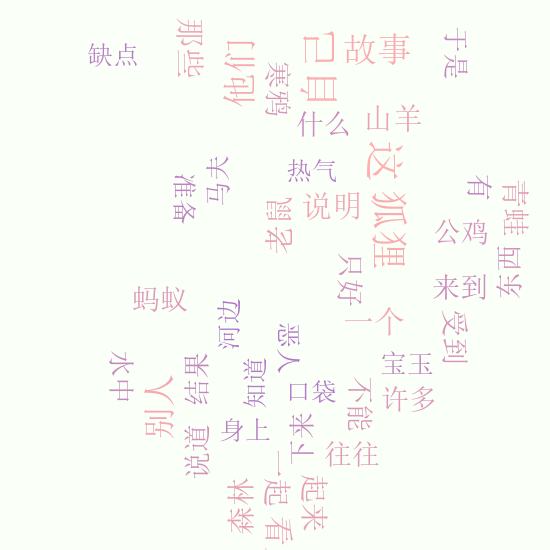 缺点
那些
他们
寒鸦
自己
故事
于是
什么
山羊
这
热气
马夫
准备
老鼠
说明
狐狸
有
青蛙
公鸡
东西
来到
只好
一个
受到
蚂蚁
河边
恶人
宝玉
水中
别人
结果
知道
口袋
不能
许多
说道
身上
下来
往往
森林
一起
看
起来